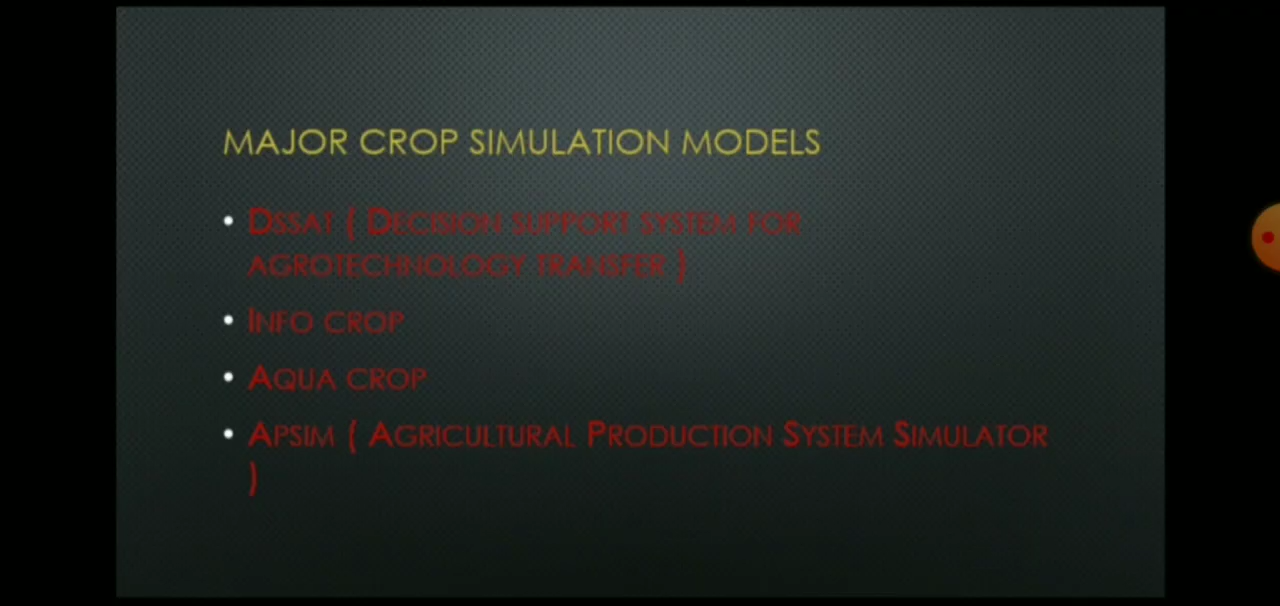 MAJOR CROP SIMULATION MODELS
• DSSAT ( DECISION SUPPORT SYSTEM FOR
AGROTECHNOLOGY TRANSFER )
• INFO CROP
• AQUA CROP
• APSIM ( AGRICULTURAL PRODUCTION SYSTEM SIMULATOR
)